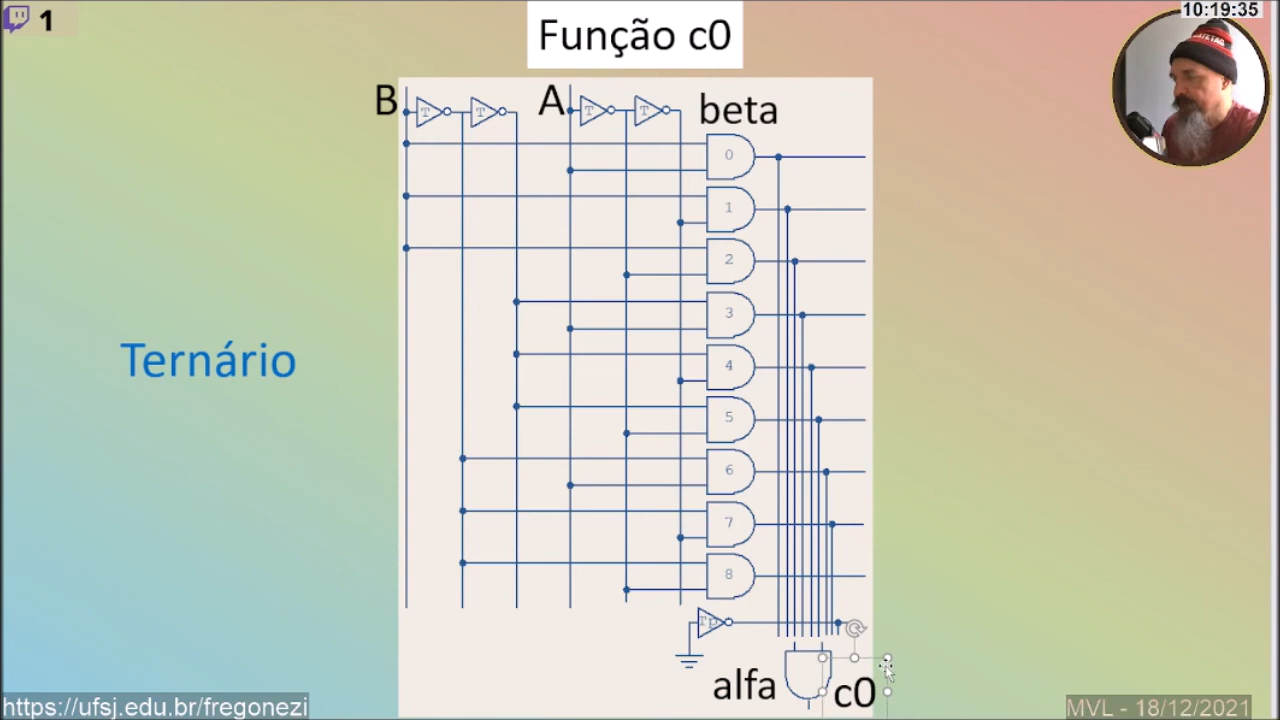 1
10:19:35
Função c0
B
A
beta
T
T
T
T
0
1
2
3
4
5
6
7
8
Tp
Ternário
alfa
c0
https://ufsj.edu.br/fregonezi
MVL - 18/12/2021